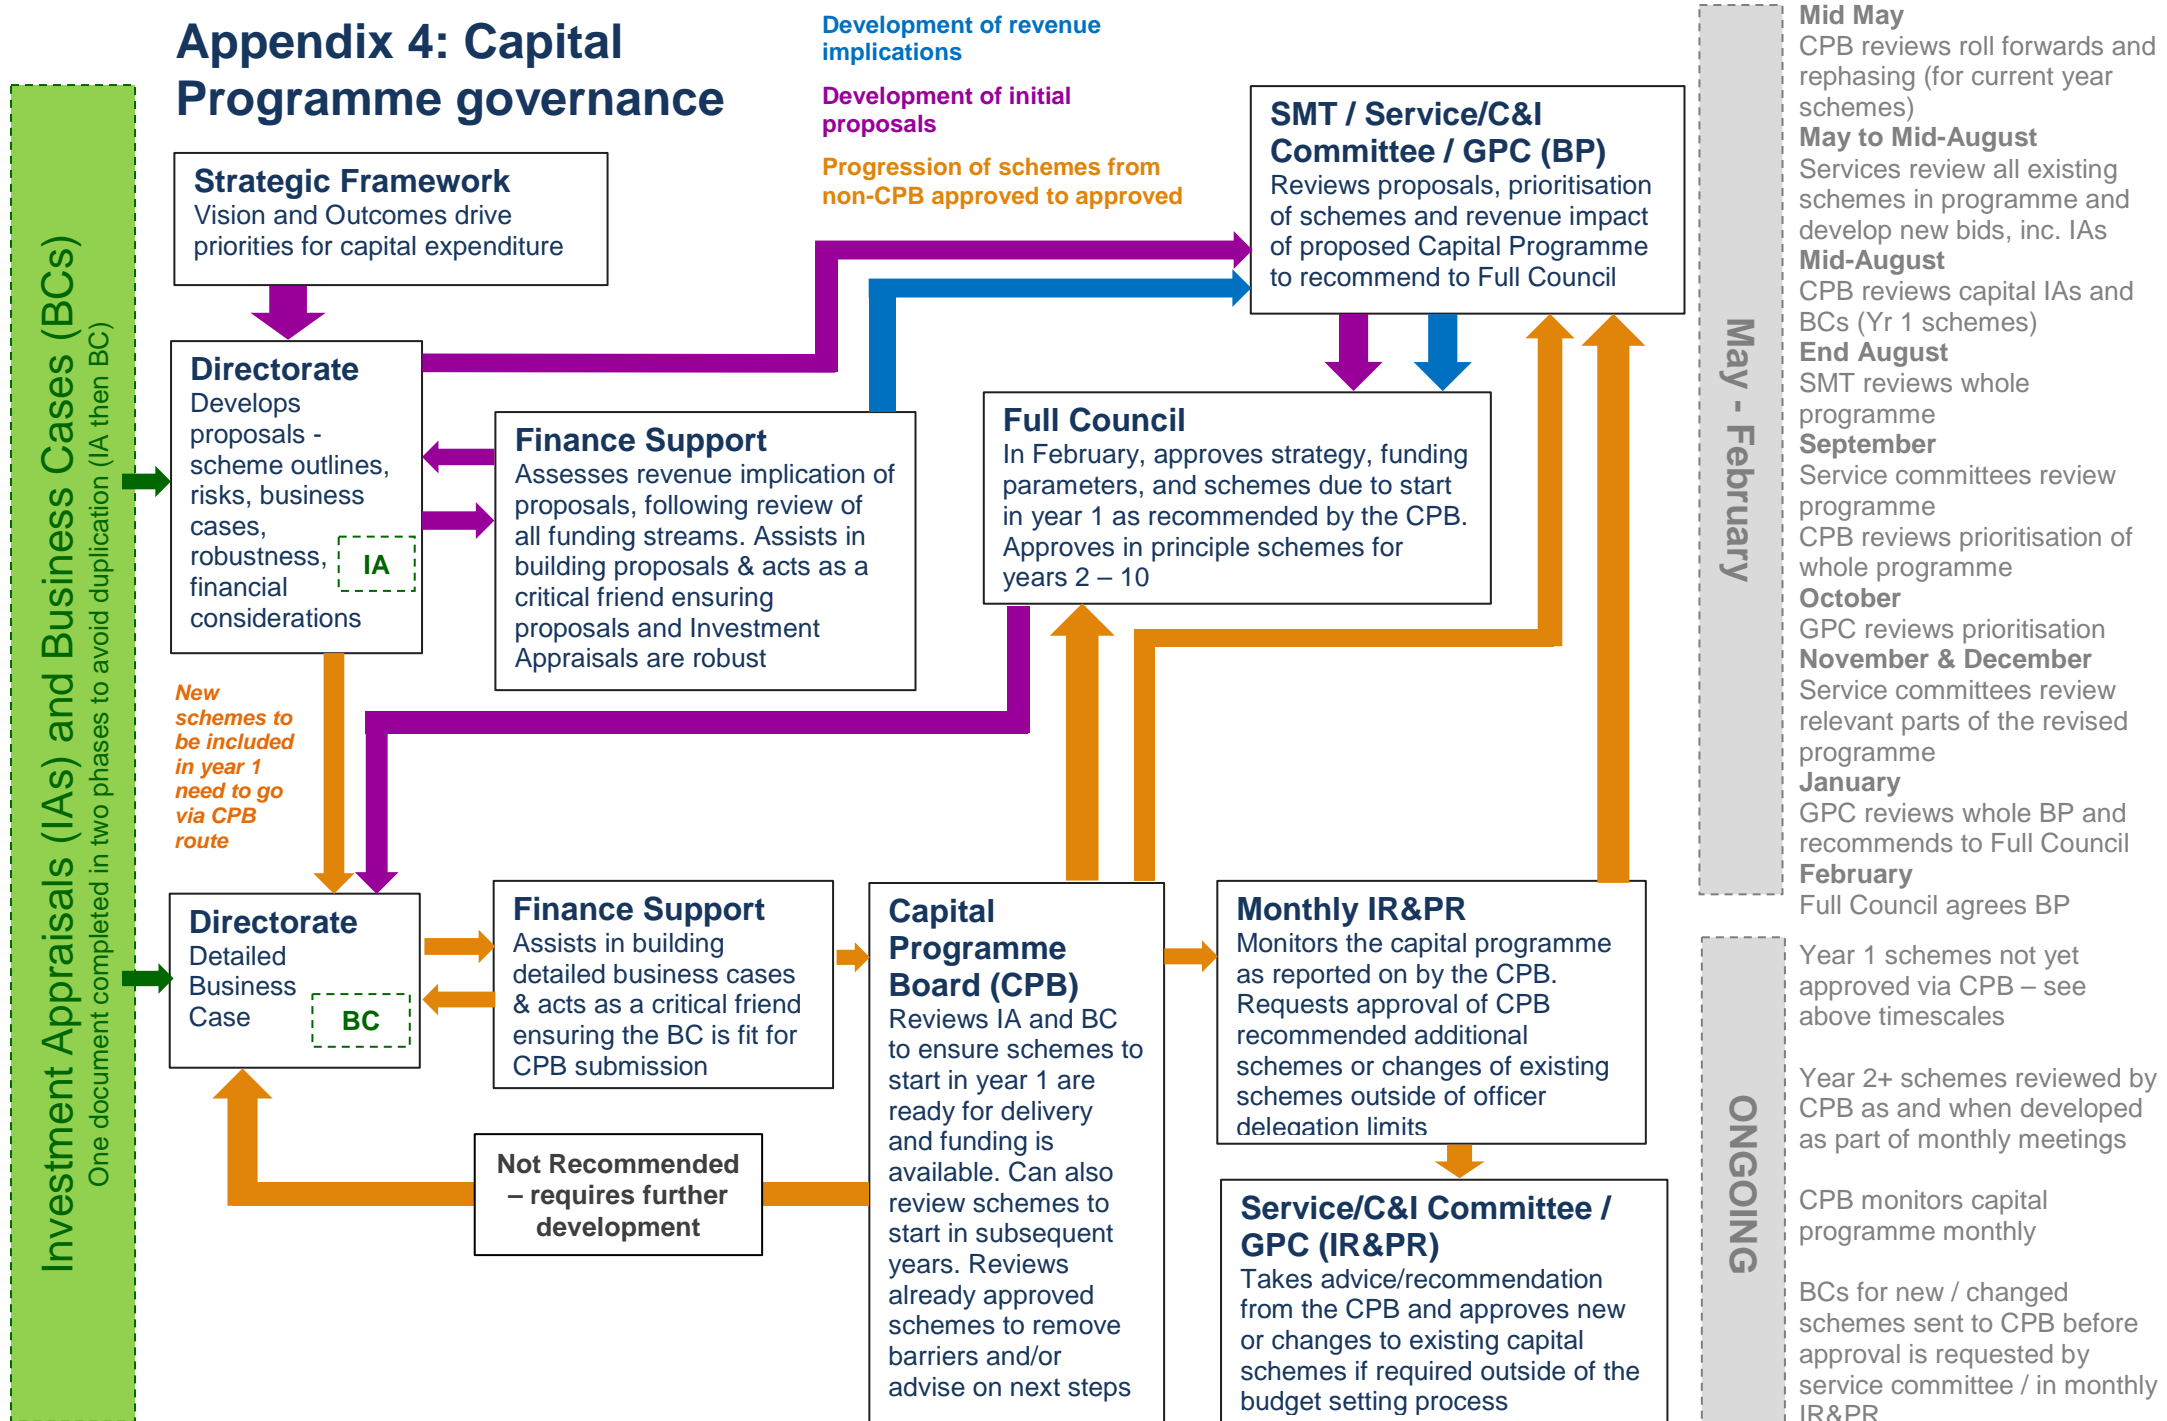 Appendix 4: Capital
Programme governance
Development of revenue
implications
Development of initial
proposals
Progression of schemes from
non-CPB approved to approved
Investment Appraisals (IAs) and Business Cases (BCs)
One document completed in two phases to avoid duplication (IA then BC)
Strategic Framework
Vision and Outcomes drive
priorities for capital expenditure
SMT / Service/C&I
Committee / GPC (BP)
Reviews proposals, prioritisation
of schemes and revenue impact
of proposed Capital Programme
to recommend to Full Council
Directorate
Develops
proposals -
scheme outlines,
risks, business
cases,
robustness,
financial
considerations
IA
Finance Support
Assesses revenue implication of
proposals, following review of
all funding streams. Assists in
building proposals & acts as a
critical friend ensuring
proposals and Investment
Appraisals are robust
Full Council
In February, approves strategy, funding
parameters, and schemes due to start
in year 1 as recommended by the CPB.
Approves in principle schemes for
years 2 – 10
New
schemes to
be included
in year 1
need to go
via CPB
route
Directorate
Detailed
Business
Case
BC
Finance Support
Assists in building
detailed business cases
& acts as a critical friend
ensuring the BC is fit for
CPB submission
Capital
Programme
Board (CPB)
Reviews IA and BC
to ensure schemes to
start in year 1 are
ready for delivery
and funding is
available. Can also
review schemes to
start in subsequent
years. Reviews
already approved
schemes to remove
barriers and/or
advise on next steps
Monthly IR&PR
Monitors the capital programme
as reported on by the CPB.
Requests approval of CPB
recommended additional
schemes or changes of existing
schemes outside of officer
delegation limits
Not Recommended
– requires further
development
Service/C&I Committee /
GPC (IR&PR)
Takes advice/recommendation
from the CPB and approves new
or changes to existing capital
schemes if required outside of the
budget setting process
May - February
Mid May
CPB reviews roll forwards and
rephasing (for current year
schemes)
May to Mid-August
Services review all existing
schemes in programme and
develop new bids, inc. IAs
Mid-August
CPB reviews capital IAs and
BCs (Yr 1 schemes)
End August
SMT reviews whole
programme
September
Service committees review
programme
CPB reviews prioritisation of
whole programme
October
GPC reviews prioritisation
November & December
Service committees review
relevant parts of the revised
programme
January
GPC reviews whole BP and
recommends to Full Council
February
Full Council agrees BP
ONGOING
Year 1 schemes not yet
approved via CPB – see
above timescales
Year 2+ schemes reviewed by
CPB as and when developed
as part of monthly meetings
CPB monitors capital
programme monthly
BCs for new / changed
schemes sent to CPB before
approval is requested by
service committee / in monthly
IR&PR